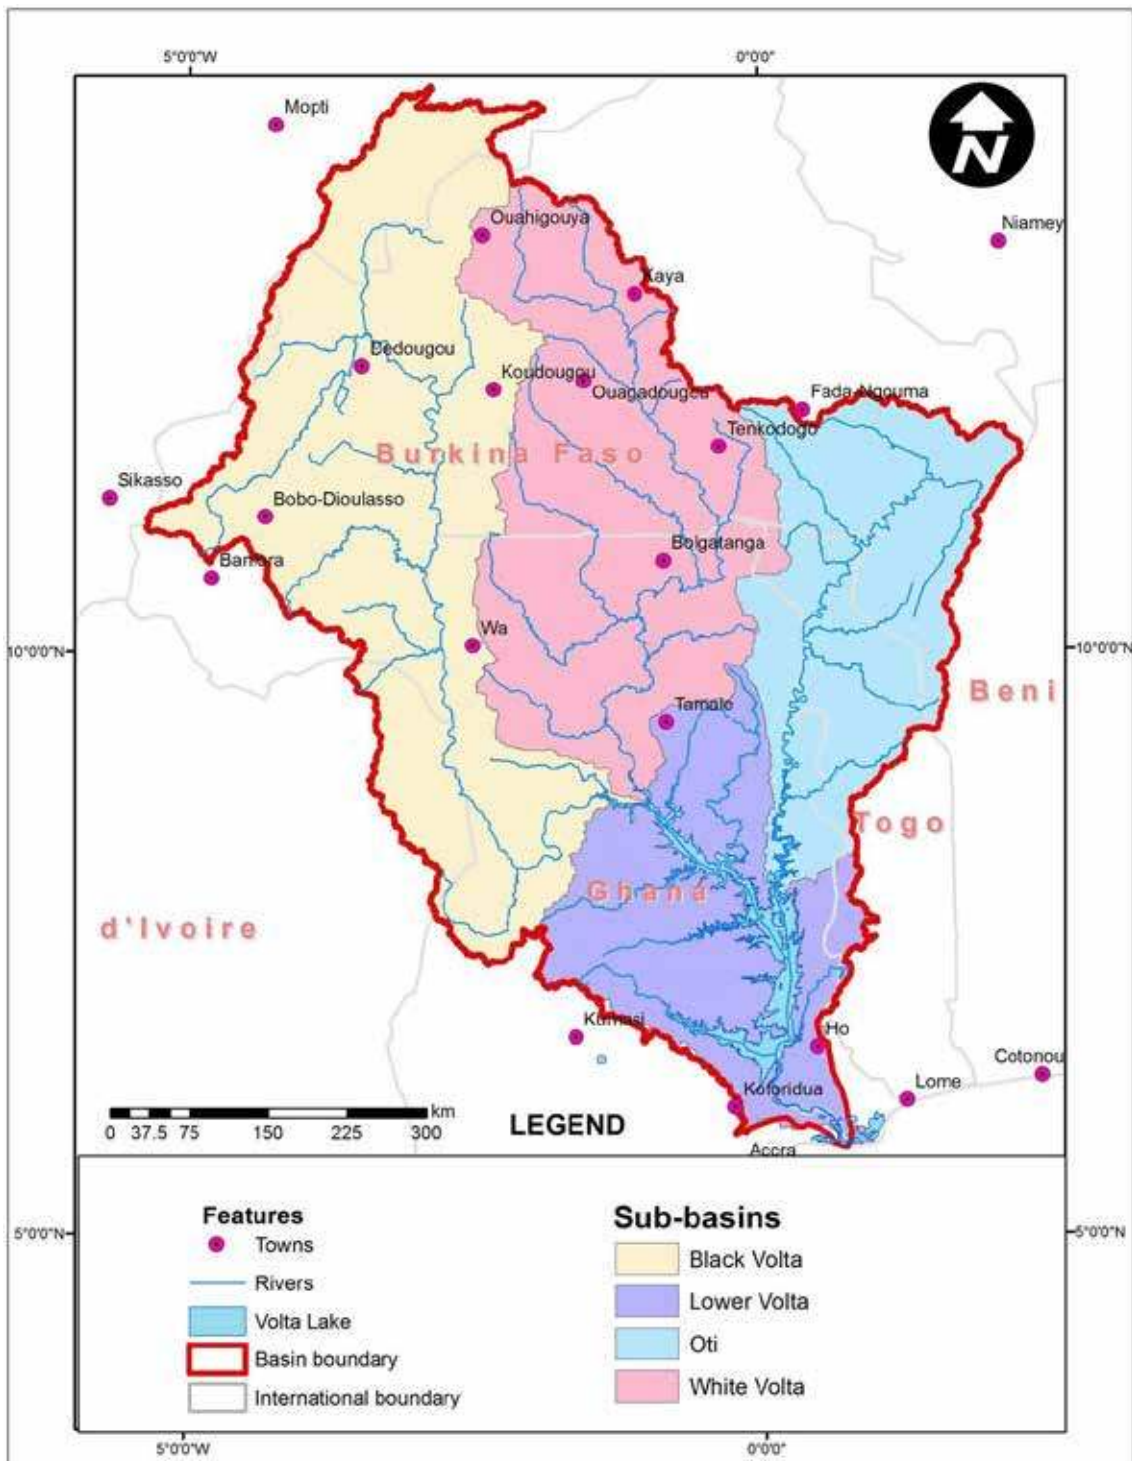 5°0'0"W
0°0'0"
N
Mopti
Niamey
Ouahigouya
Kaya
Dedougou
Koudougou
Ouagadougou
Fada-Ngouma
Tenkodogo
Burkina Faso
Sikasso
Bobo-Dioulasso
Banfora
Bolgatanga
Wa
10°0'0"N
10°0'0"N
Beni
Tamale
Togo
Ghana
d'Ivoire
Kumasi
Ho
Cotonou
Lome
Koforidua
Accra
km
0 37.5 75 150 225 300
LEGEND
5°0'0"N
5°0'0"N
Features
Towns
Rivers
Volta Lake
Basin boundary
International boundary
Sub-basins
Black Volta
Lower Volta
Oti
White Volta
5°0'0"W
0°0'0"